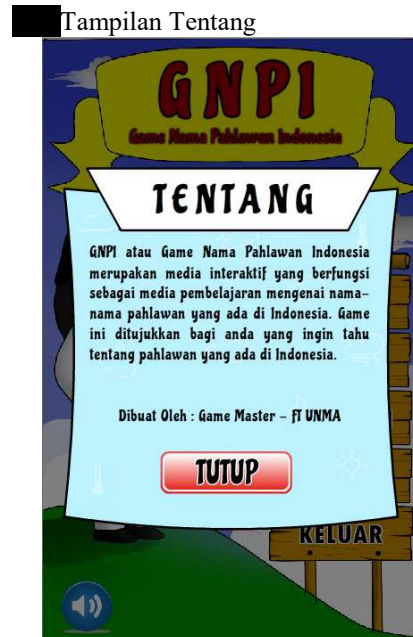 Tampilan Tentang
GNPI
Game Nama Pahlawan Indonesia
TENTANG
GNPI atau Game Nama Pahlawan Indonesia
merupakan media interaktif yang berfungsi
sebagai media pembelajaran mengenai nama-
nama pahlawan yang ada di Indonesia. Game
ini ditujukkan bagi anda yang ingin tahu
tentang pahlawan yang ada di Indonesia.
Dibuat Oleh : Game Master - FT UNMA
TUTUP
KELUAR